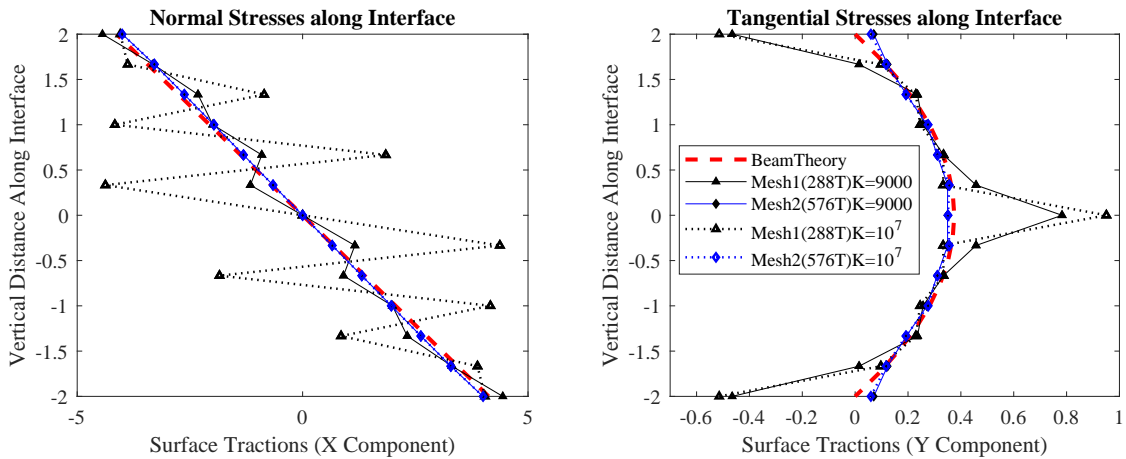 Normal Stresses along Interface
2
1.5
1
0.5
0
-0.5
-1
-1.5
-2
-5
0
5
Vertical Distance Along Interface
Surface Tractions (X Component)
Tangential Stresses along Interface
2
1.5
1
0.5
0
-0.5
-1
-1.5
-2
-0.6
-0.4
-0.2
0
0.2
0.4
0.6
0.8
1
Vertical Distance Along Interface
Surface Tractions (Y Component)
BeamTheory
Mesh1(288T)K=9000
Mesh2(576T)K=9000
Mesh1(288T)K=10⁷
Mesh2(576T)K=10⁷